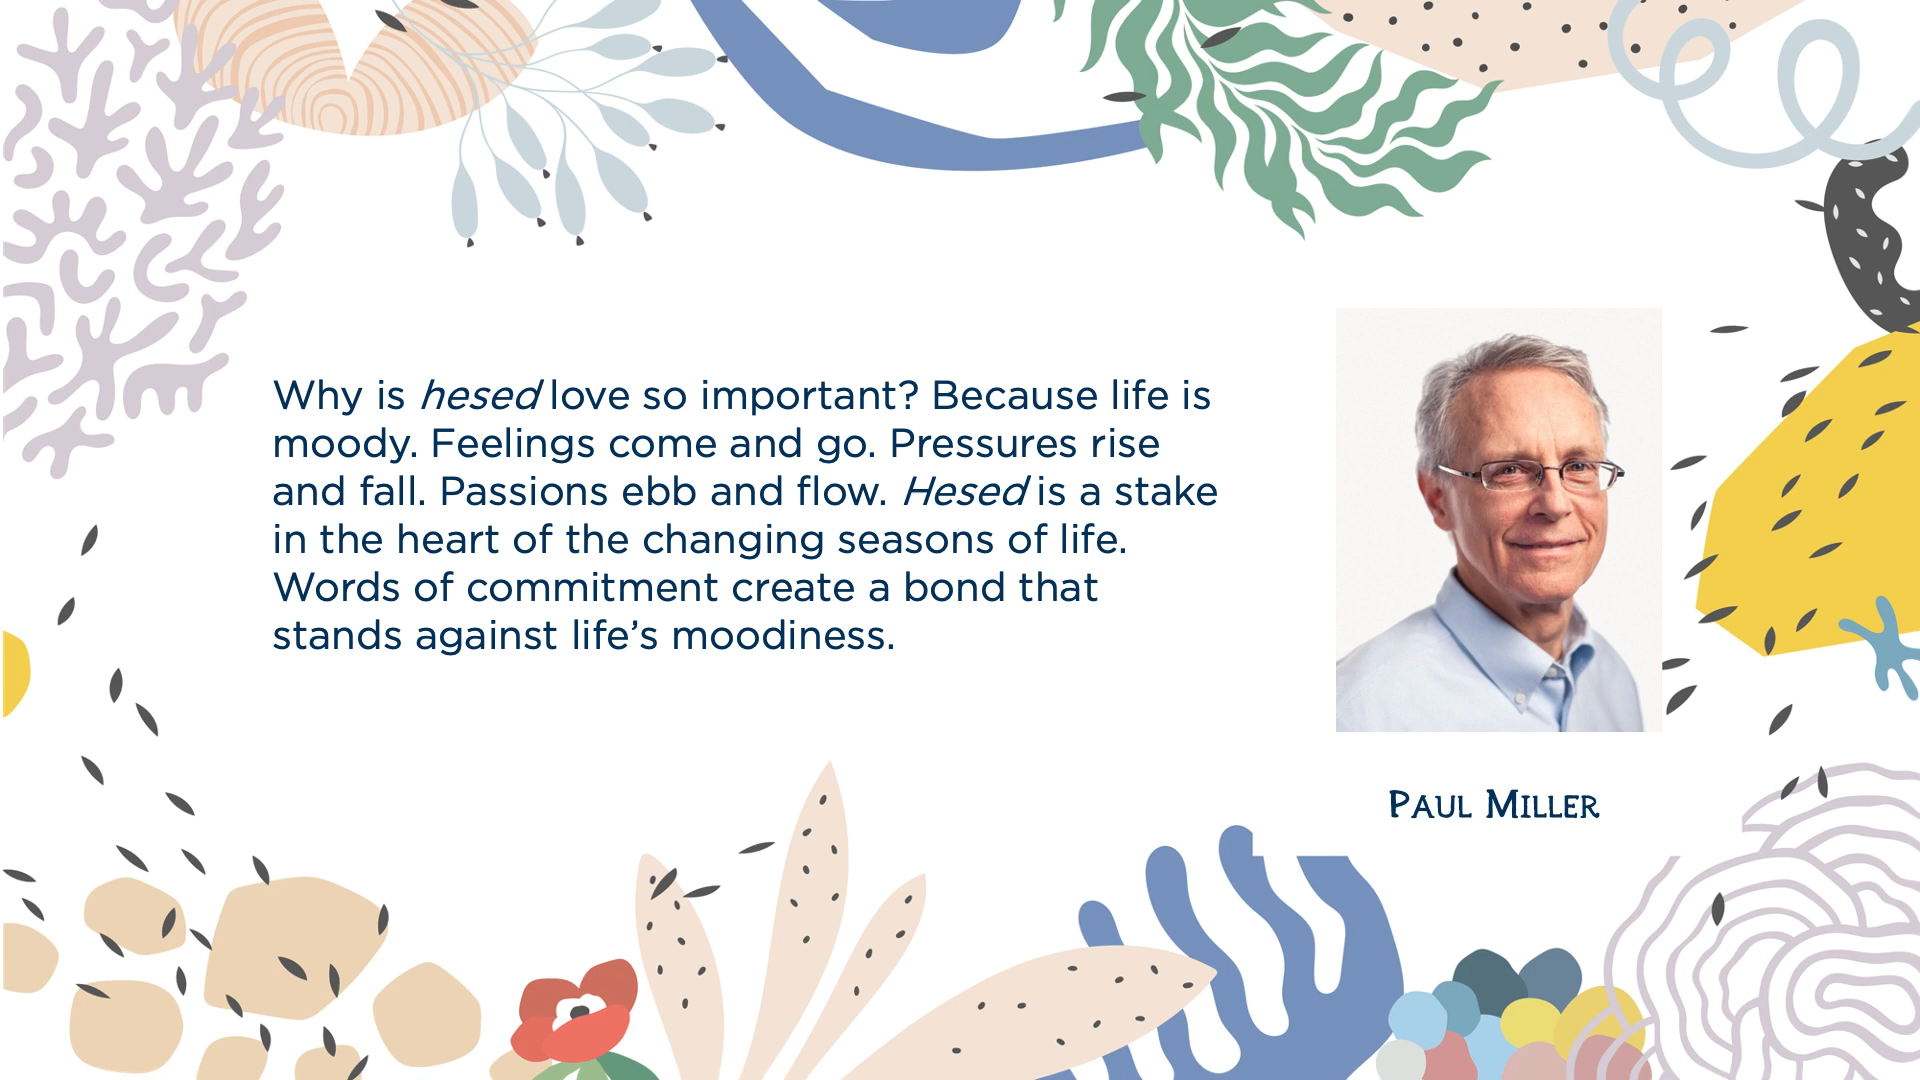 Why is hesed love so important? Because life is
moody. Feelings come and go. Pressures rise
and fall. Passions ebb and flow. Hesed is a stake
in the heart of the changing seasons of life.
Words of commitment create a bond that
stands against life’s moodiness.
Paul Miller